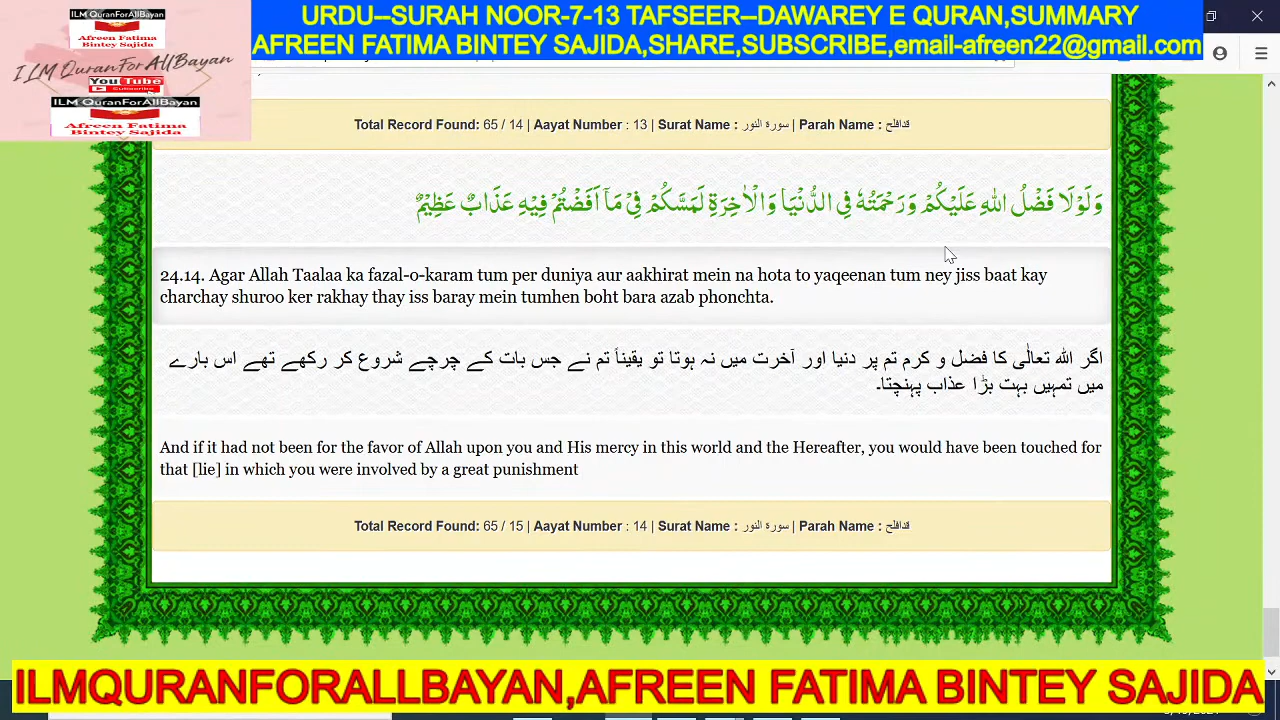 ILM QuranForAllBayan
Afreen Fatima
Bintey Sajida
ILM QuranForAllBayan
YouTube
Subscribe
ILM QuranForAllBayan
Afreen Fatima
Bintey Sajida
URDU--SURAH NOOR--13 TAFSEER--DORAEY E QURAN,SUMMARY
AFREEN FATIMA BINTEY SAJIDA,SHARE,SUBSCRIBE,email-afreen22@gmail.com
Total Record Found: 65 / 14 | Aayat Number : 13 | Surat Name : سورة النور | Parah Name : قدافلح
وَلَوْلَا فَضْلُ اللّٰهِ عَلَيْكُمْ وَرَحْمَتُهٗ فِي الدُّنْيَا وَالْاٰخِرَةِ لَمَسَّكُمْ فِيْ مَآ اَفَضْتُمْ فِيْهِ عَذَابٌ عَظِيْمٌ
24.14. Agar Allah Taalaa ka fazal-o-karam tum per duniya aur aakhirat mein na hota to yaqeenan tum ney jiss baat kay
charchay shuroo ker rakhay thay iss baray mein tumhen boht bara azab phonchta.
اگر اللہ تعالٰی کا فضل و کرم تم پر دنیا اور آخرت میں نہ ہوتا تو یقیناً تم نے جس بات کے چرچے شروع کر رکھے تھے اس بارے
میں تمہیں بہت بڑا عذاب پہنچتا۔
And if it had not been for the favor of Allah upon you and His mercy in this world and the Hereafter, you would have been touched for
that [lie] in which you were involved by a great punishment
Total Record Found: 65 / 15 | Aayat Number : 14 | Surat Name : سورة النور | Parah Name : قدافلح
ILMQURANFORALLBAYAN,AFREEN FATIMA BINTEY SAJIDA